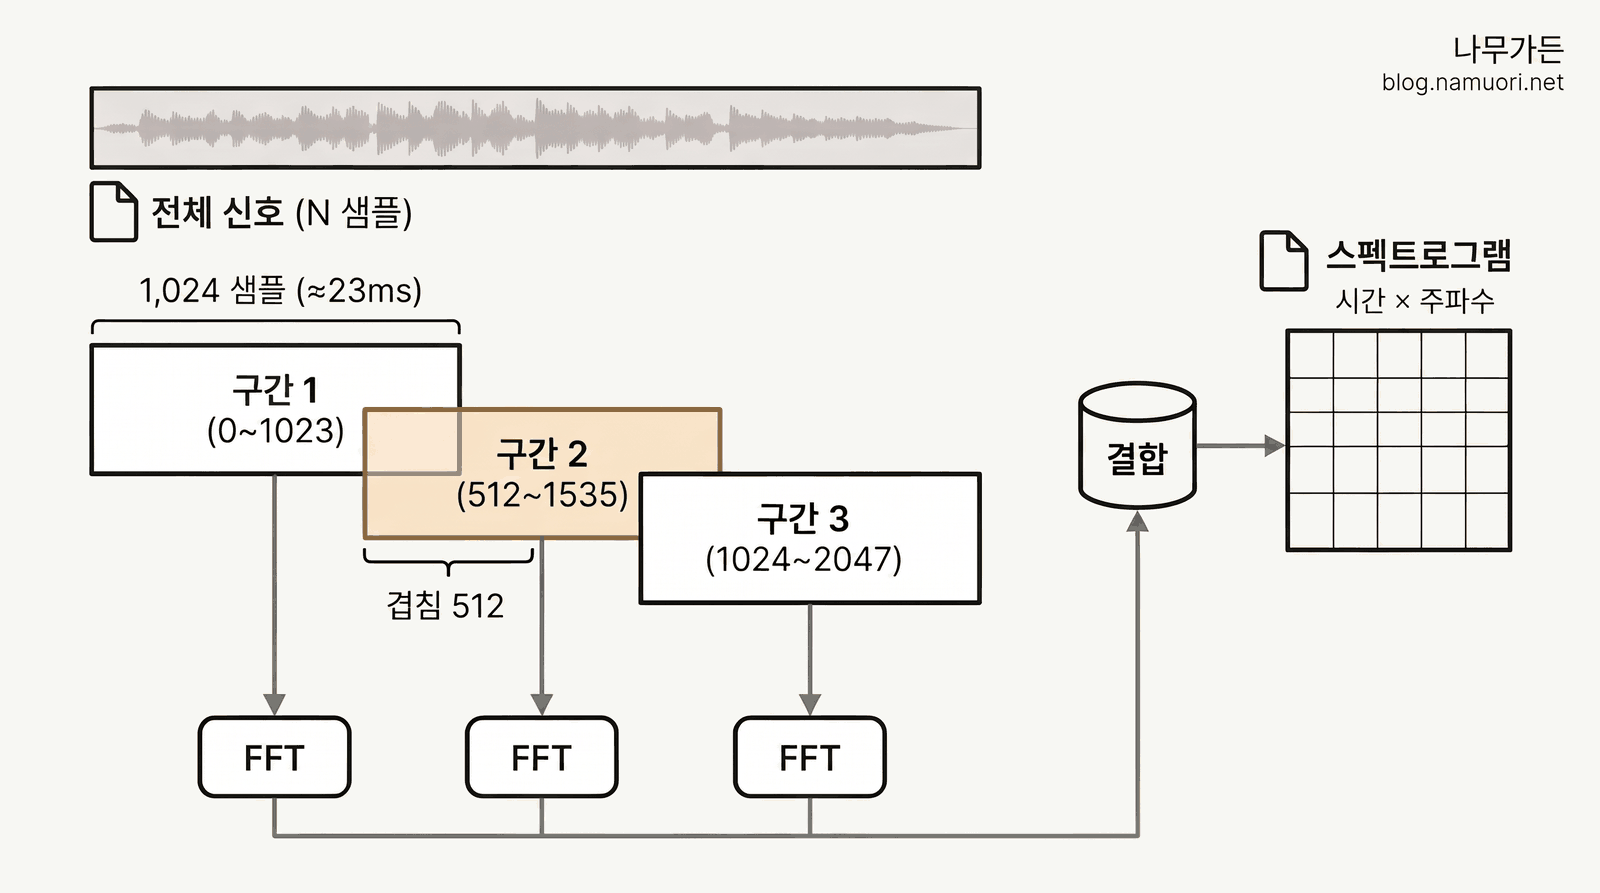 나무가든
blog.namuori.net
전체 신호 (N 샘플)
1,024 샘플 (≈23ms)
구간 1
(0~1023)
구간 2
(512~1535)
구간 3
(1024~2047)
겹침 512
FFT
FFT
FFT
결합
스펙트로그램
시간 × 주파수